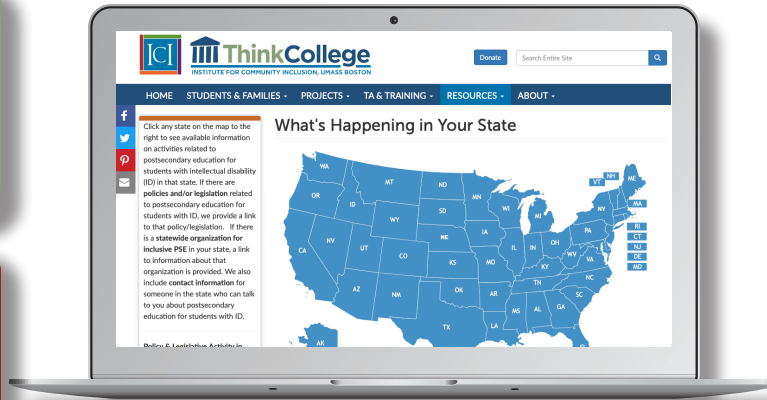 ICI
ThinkCollege
INSTITUTE FOR COMMUNITY INCLUSION, UMASS BOSTON
Donate
Search Entire Site
HOME STUDENTS & FAMILIES PROJECTS TA & TRAINING RESOURCES ABOUT
Click any state on the map to the
right to see available information
on activities related to
postsecondary education for
students with intellectual disability
(ID) in that state. If there are
policies and/or legislation related
to postsecondary education for
students with ID, we provide a link
to that policy/legislation. If there
is a statewide organization for
inclusive PSE in your state, a link
to information about that
organization is provided. We also
include contact information for
someone in the state who can talk
to you about postsecondary
education for students with ID.
Policy & Legislative Activity in
What's Happening in Your State
WA
MT
ND
MN
VT
NH
ME
OR
ID
WY
SD
WI
MI
NY
MA
RI
CT
NJ
DE
MD
CA
NV
UT
CO
NE
IA
IL
IN
OH
PA
WV
VA
KS
MO
KY
NC
AZ
NM
OK
AR
TN
SC
MS
AL
GA
TX
LA
AK
FL